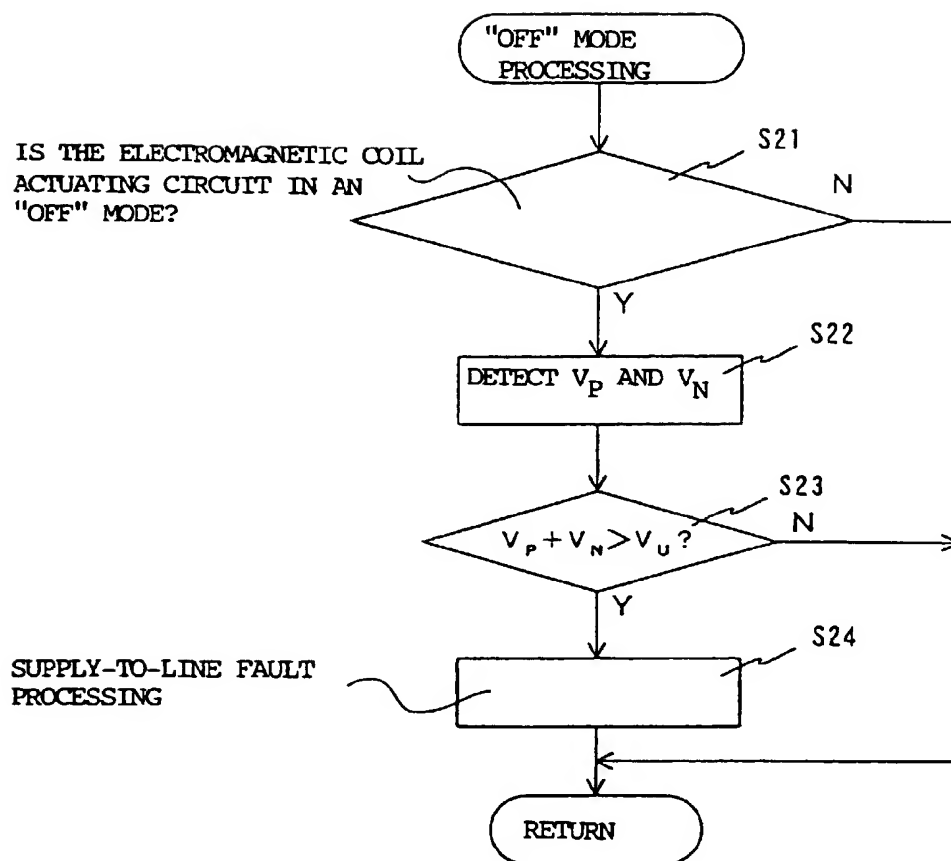 "OFF" MODE
PROCESSING
S21
IS THE ELECTROMAGNETIC COIL
ACTUATING CIRCUIT IN AN
"OFF" MODE?
N
Y
S22
DETECT VP AND VN
S23
VP + VN > VU ?
N
Y
S24
SUPPLY-TO-LINE FAULT
PROCESSING
RETURN